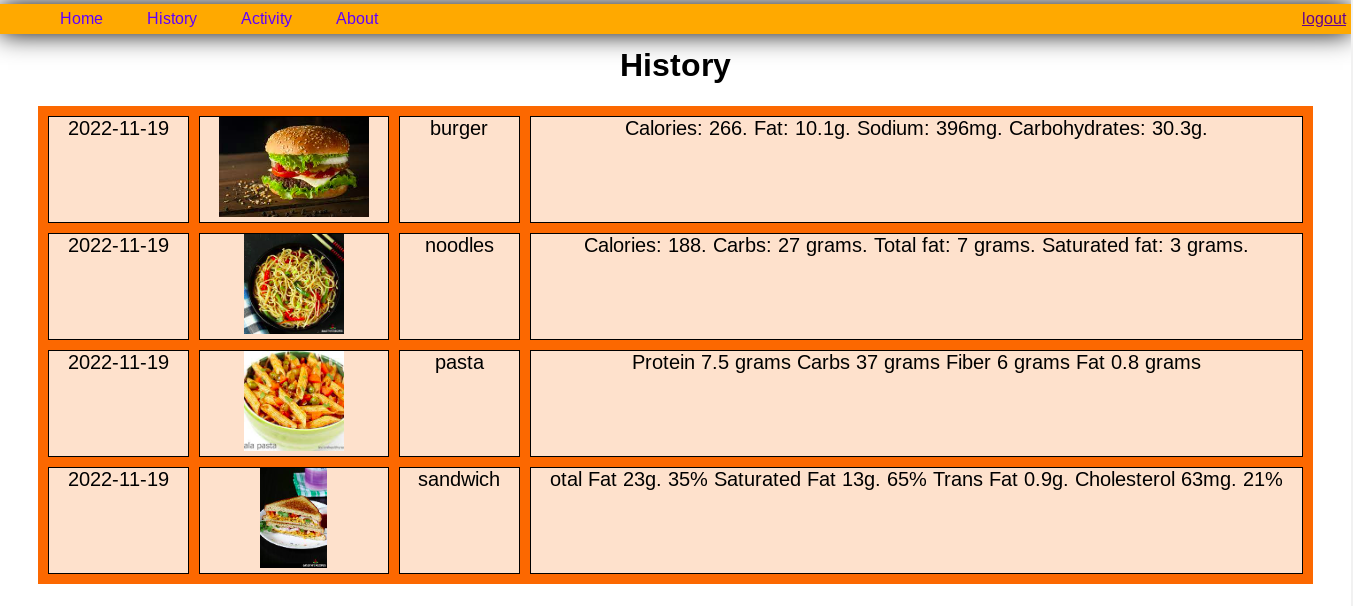 Home History Activity About logout
History
2022-11-19 burger Calories: 266. Fat: 10.1g. Sodium: 396mg. Carbohydrates: 30.3g.
2022-11-19 noodles Calories: 188. Carbs: 27 grams. Total fat: 7 grams. Saturated fat: 3 grams.
2022-11-19 pasta Protein 7.5 grams Carbs 37 grams Fiber 6 grams Fat 0.8 grams
ala pasta
2022-11-19 sandwich otal Fat 23g. 35% Saturated Fat 13g. 65% Trans Fat 0.9g. Cholesterol 63mg. 21%